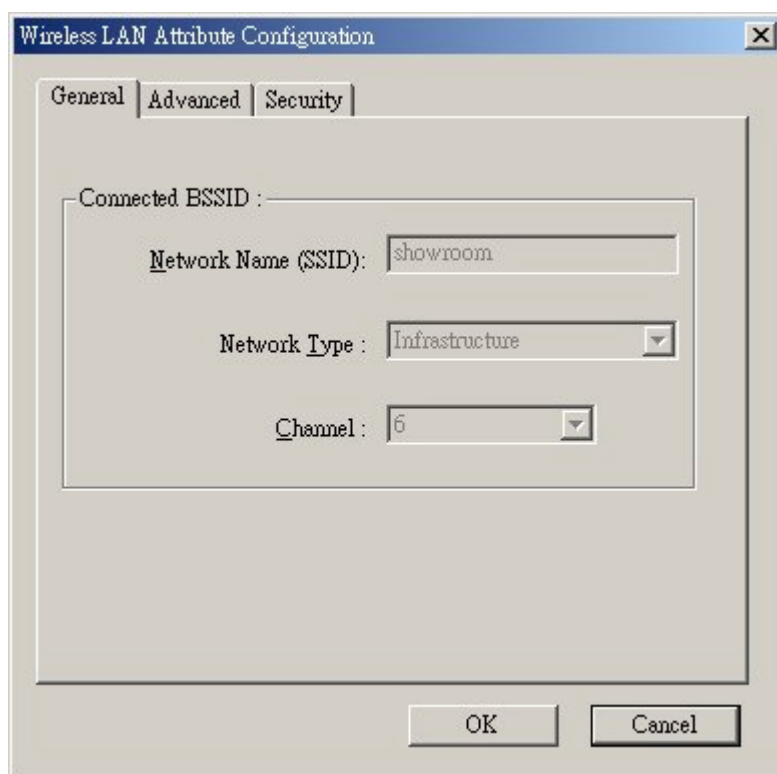 Wireless LAN Attribute Configuration
General Advanced Security
Connected BSSID :
Network Name (SSID): showroom
Network Type : Infrastructure
Channel : 6
OK Cancel